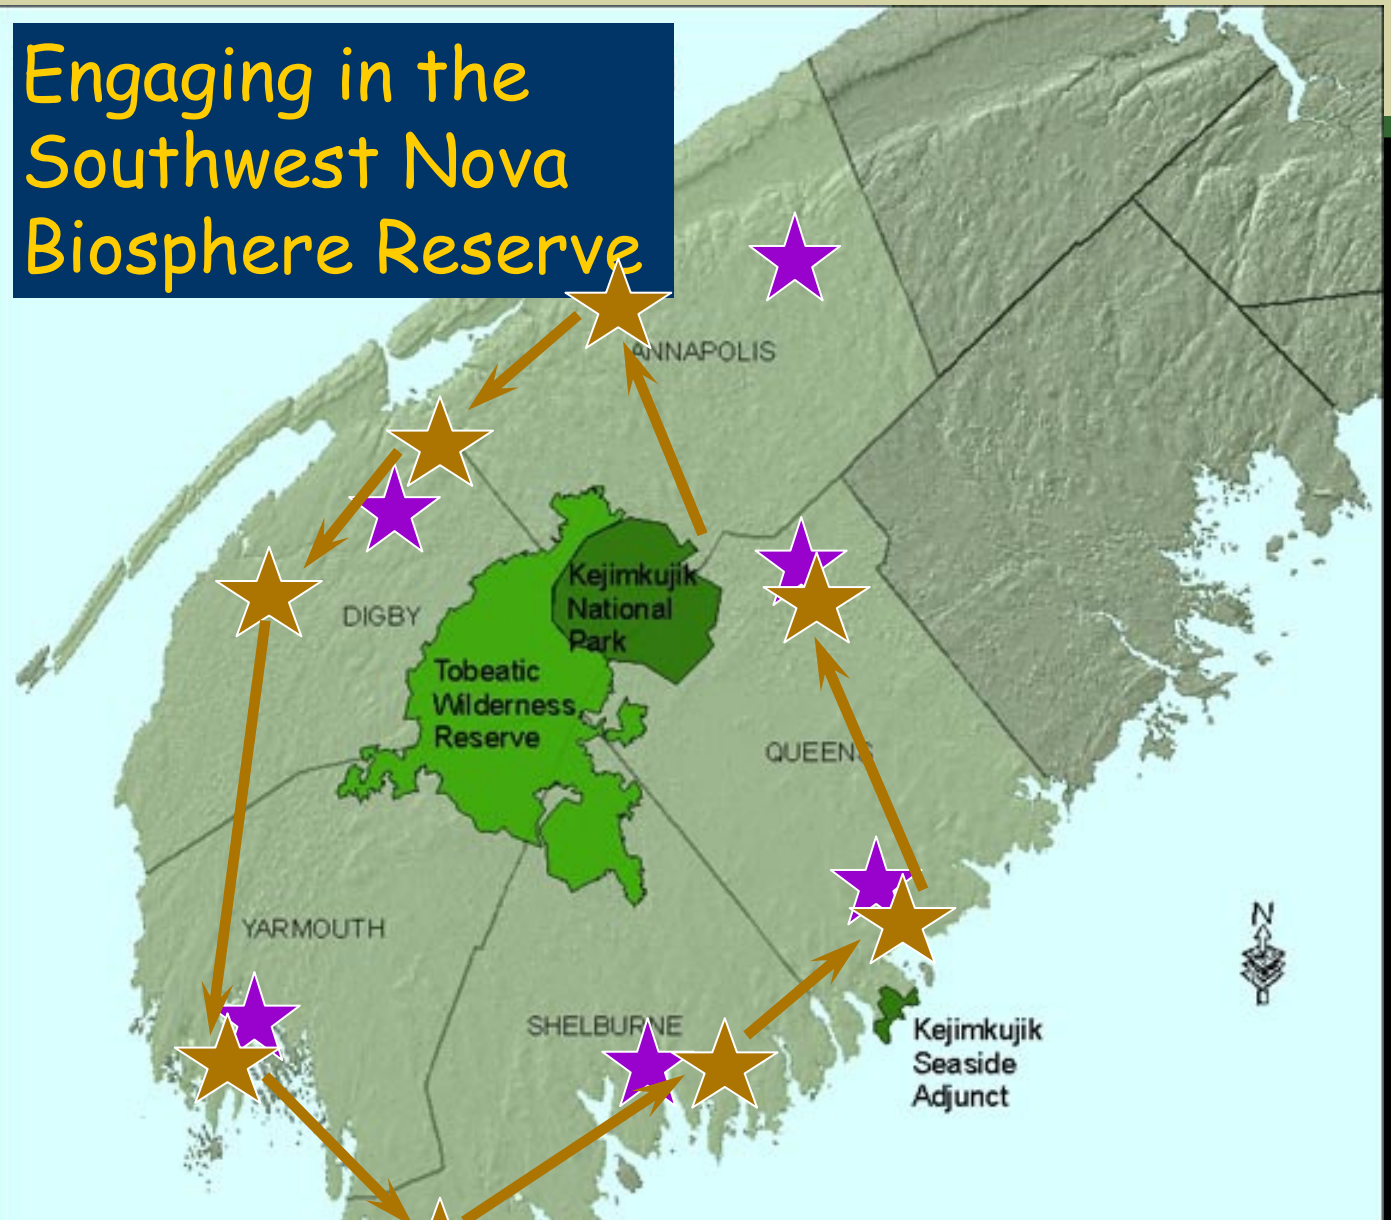 Engaging in the
Southwest Nova
Biosphere Reserve
ANNAPOLIS
Kejimkujik
National
Park
DIGBY
Tobeatic
Wilderness
Reserve
QUEENS
YARMOUTH
N
SHELBURNE
Kejimkujik
Seaside
Adjunct